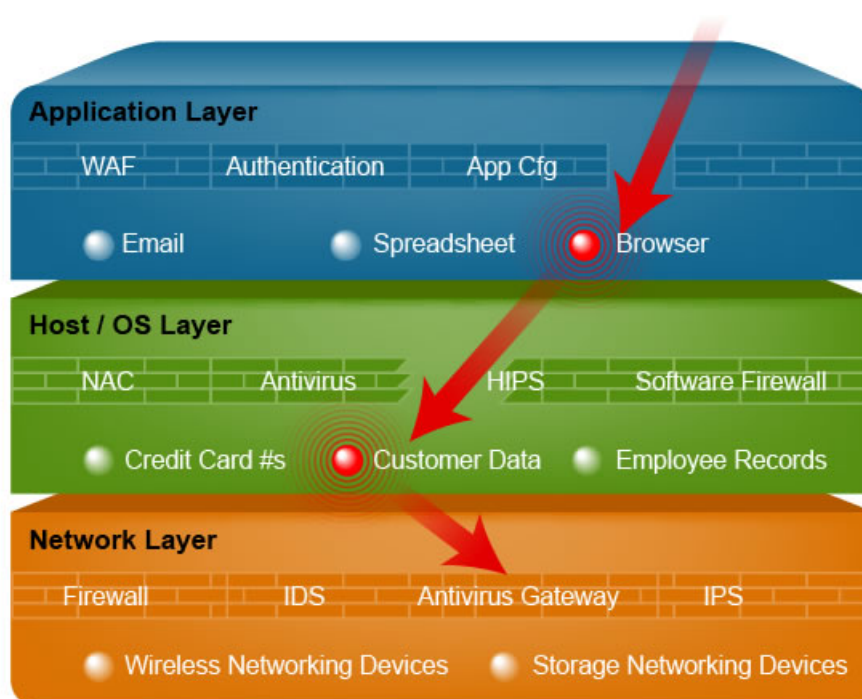 Application Layer
WAF Authentication App Cfg
Email Spreadsheet Browser
Host / OS Layer
NAC Antivirus HIPS Software Firewall
Credit Card #s Customer Data Employee Records
Network Layer
Firewall IDS Antivirus Gateway IPS
Wireless Networking Devices Storage Networking Devices